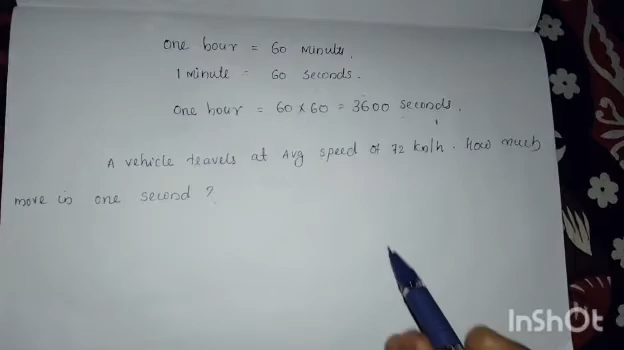 One hour = 60 minutes.
1 minute = 60 seconds.
One hour = 60 × 60 = 3600 seconds.
A vehicle travels at Avg speed of 72 km/h. How much
move in one second?
InShOt